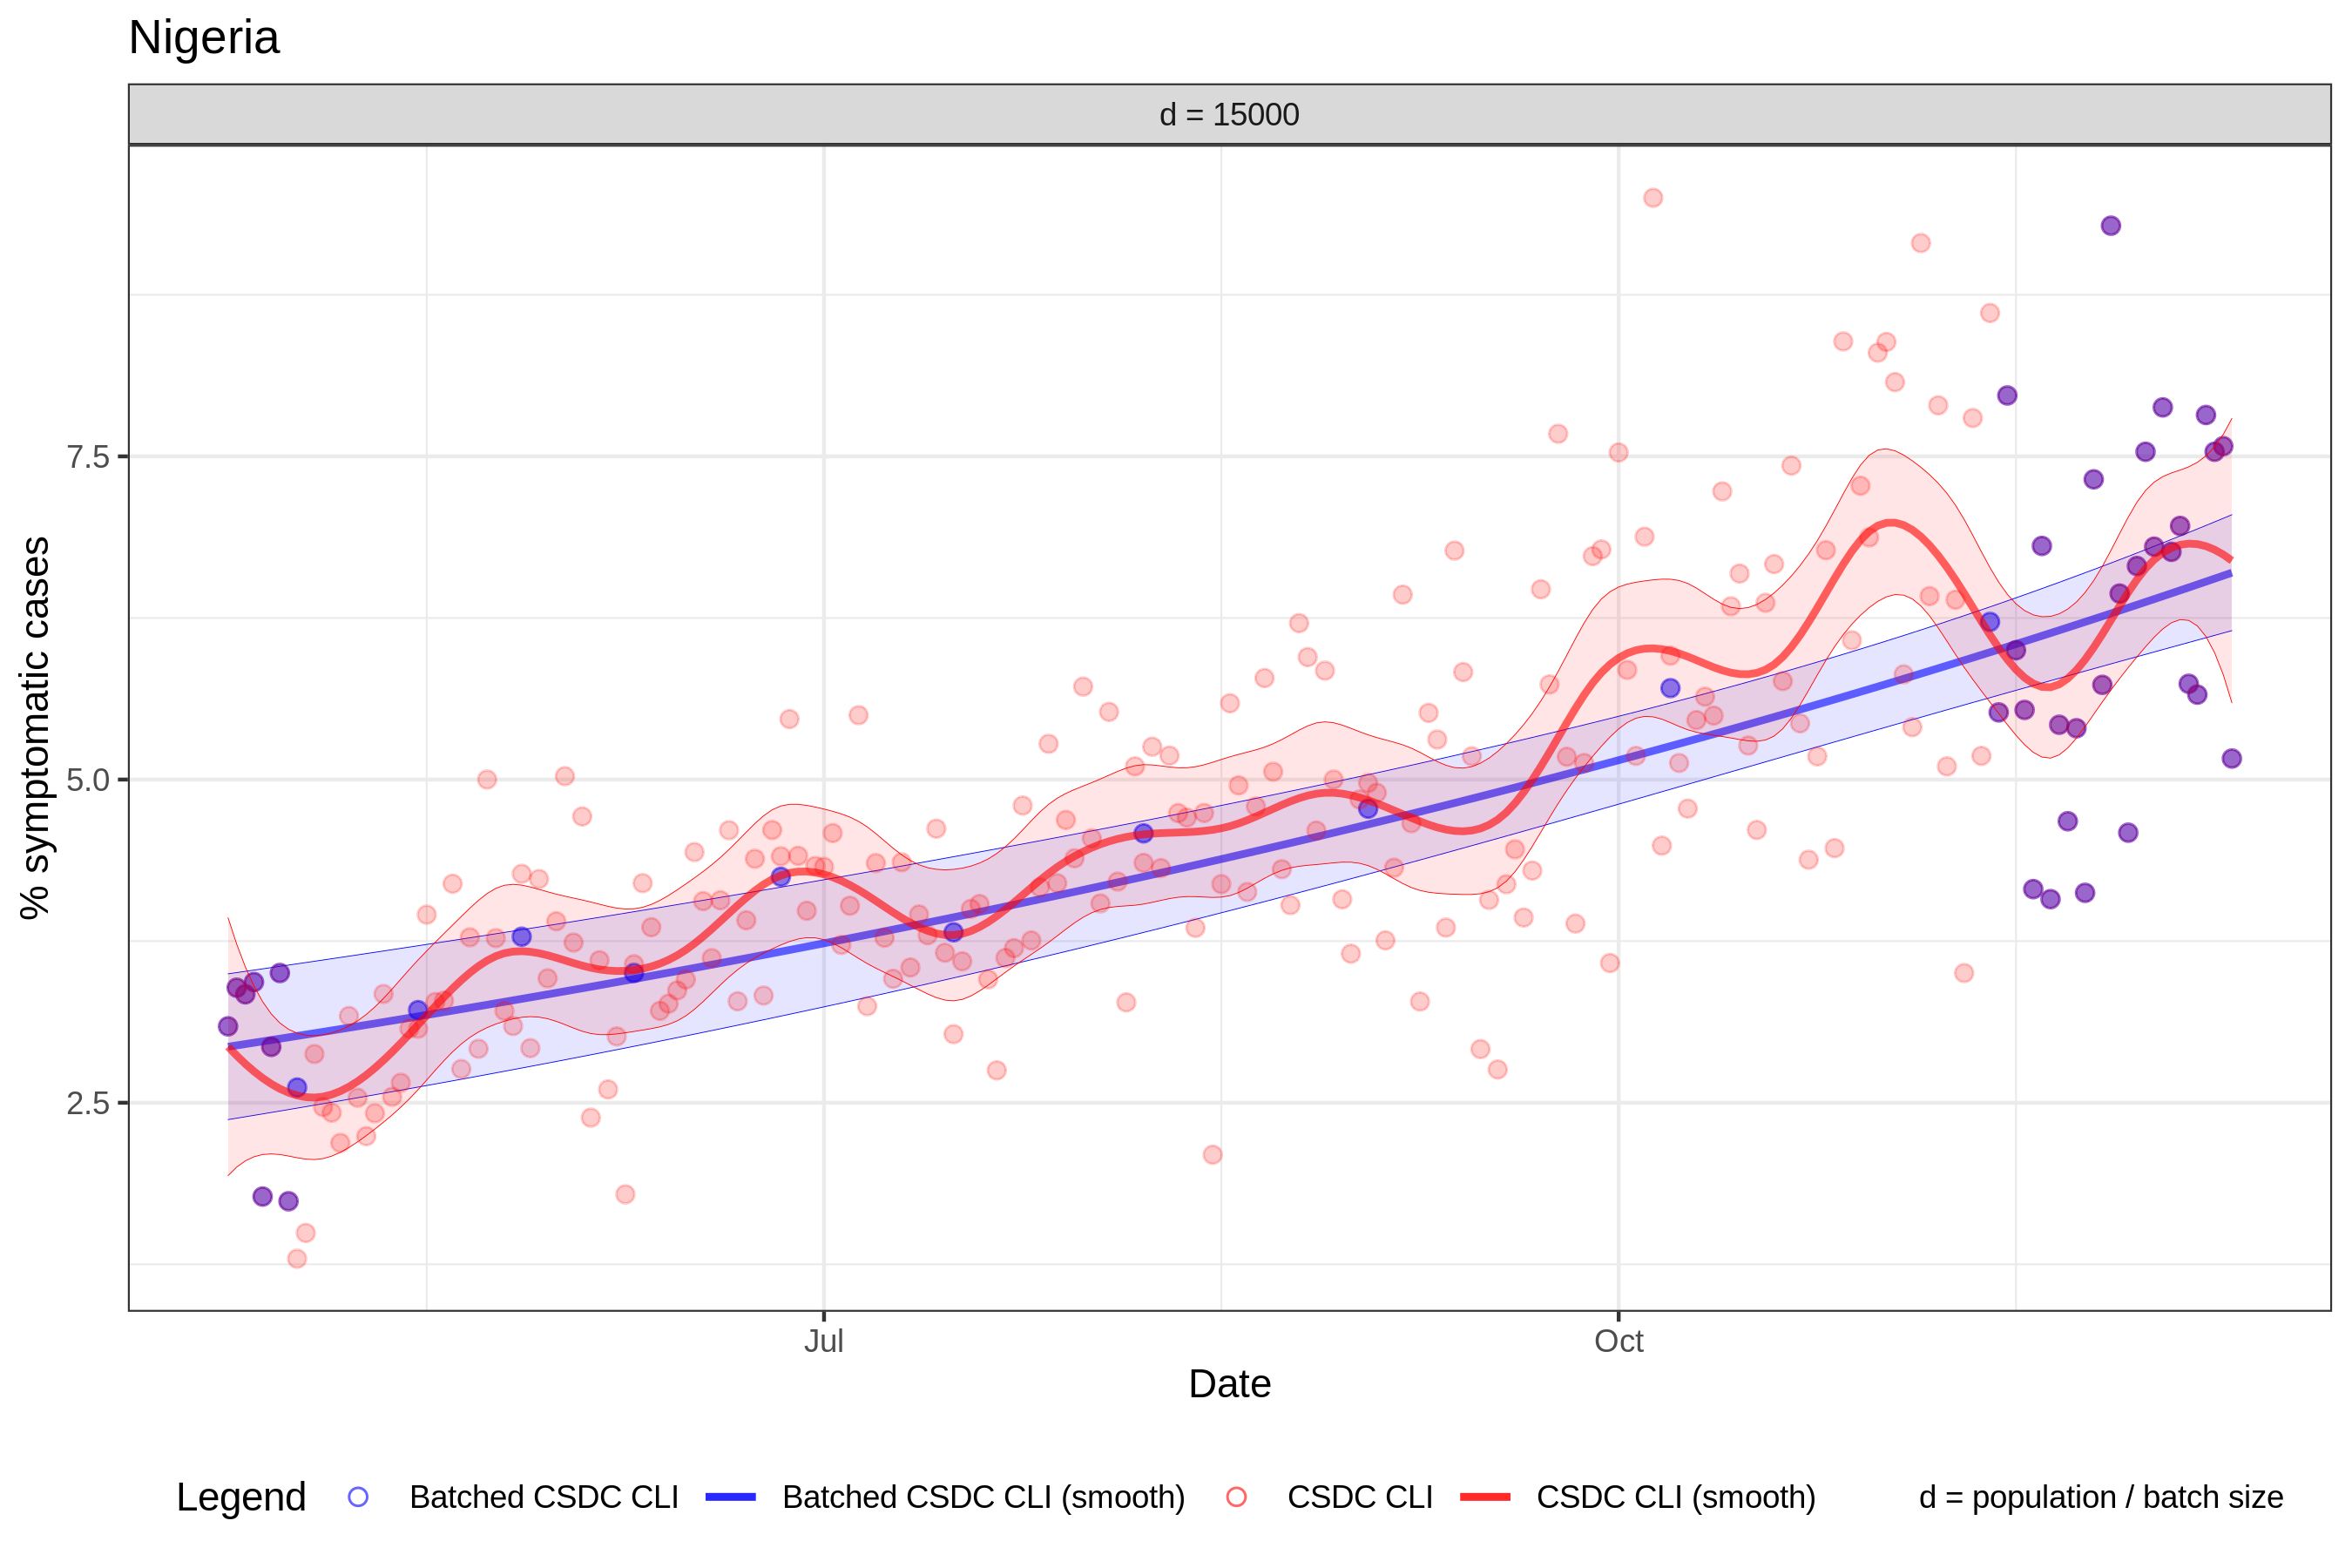 Nigeria
d = 15000
7.5
5.0
2.5
% symptomatic cases
Jul
Oct
Date
Legend
Batched CSDC CLI
Batched CSDC CLI (smooth)
CSDC CLI
CSDC CLI (smooth)
d = population / batch size